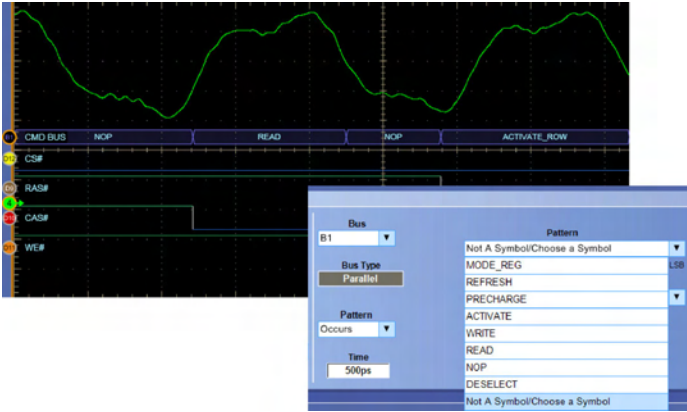 B1 CMD BUS NOP READ NOP ACTIVATE_ROW
D12 CS#
D9 RAS#
4
D10 CAS#
D11 WE#
Bus
B1
Bus Type
Parallel
Pattern
Occurs
Time
500ps
Pattern
Not A Symbol/Choose a Symbol
MODE_REG
LSB
REFRESH
PRECHARGE
ACTIVATE
WRITE
READ
NOP
DESELECT
Not A Symbol/Choose a Symbol